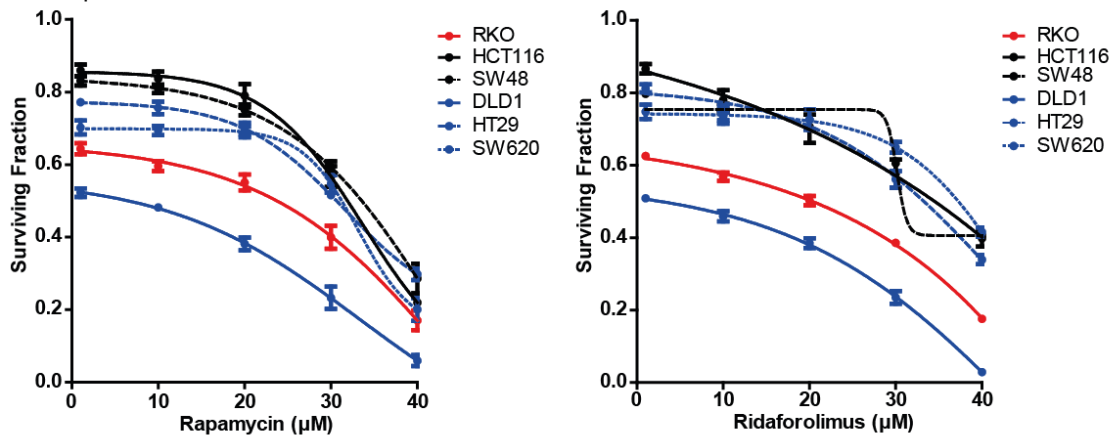 1.0
0.8
0.6
0.4
0.2
0.0
Surviving Fraction
0
10
20
30
40
Rapamycin (µM)
RKO
HCT116
SW48
DLD1
HT29
SW620
1.0
0.8
0.6
0.4
0.2
0.0
Surviving Fraction
0
10
20
30
40
Ridaforolimus (µM)
RKO
HCT116
SW48
DLD1
HT29
SW620